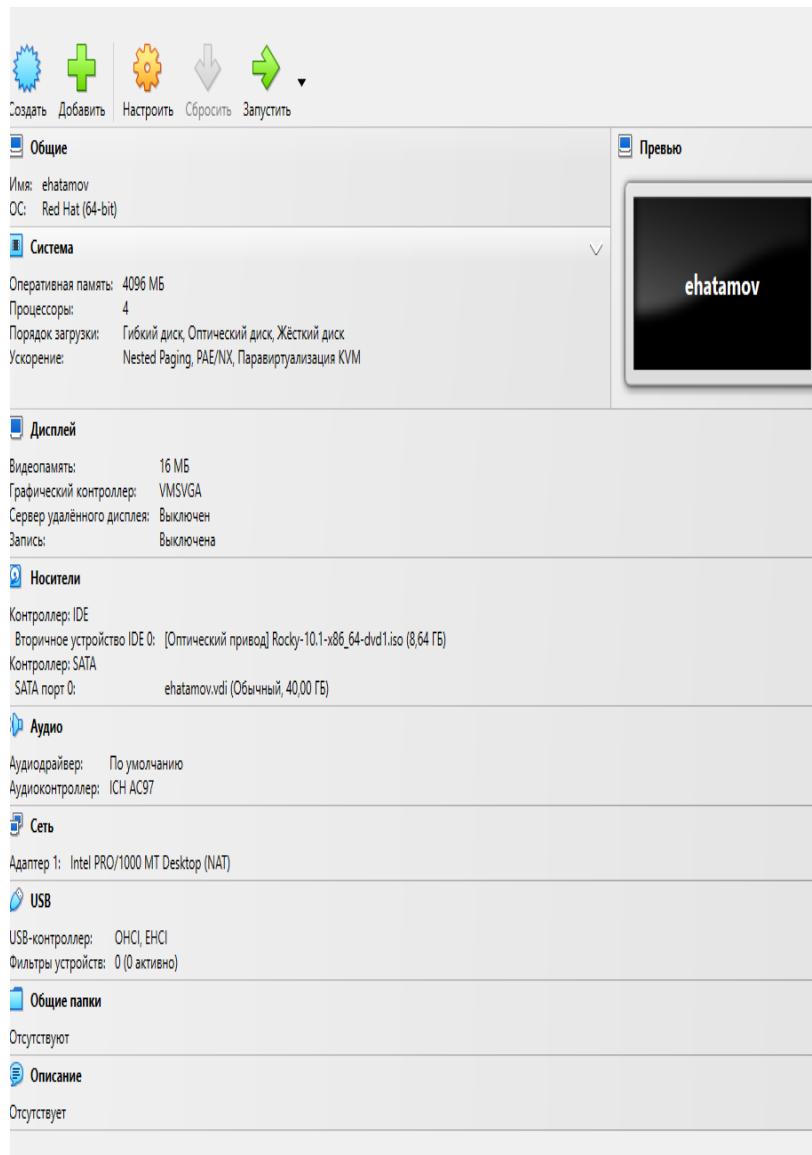 Создать Добавить Настроить Сбросить Запустить
Общие
Имя: ehatamov
ОС: Red Hat (64-bit)
Превью
ehatamov
Система
Оперативная память: 4096 МБ
Процессоры: 4
Порядок загрузки: Гибкий диск, Оптический диск, Жёсткий диск
Ускорение: Nested Paging, PAE/NX, Паравиртуализация KVM
Дисплей
Видеопамять: 16 МБ
Графический контроллер: VMSVGA
Сервер удалённого дисплея: Выключен
Запись: Выключена
Носители
Контроллер: IDE
Вторичное устройство IDE 0: [Оптический привод] Rocky-10.1-x86_64-dvd1.iso (8,64 ГБ)
Контроллер: SATA
SATA порт 0: ehatamov.vdi (Обычный, 40,00 ГБ)
Аудио
Аудиодрайвер: По умолчанию
Аудиоконтроллер: ICH AC97
Сеть
Адаптер 1: Intel PRO/1000 MT Desktop (NAT)
USB
USB-контроллер: OHCI, EHCI
Фильтры устройств: 0 (0 активно)
Общие папки
Отсутствуют
Описание
Отсутствует